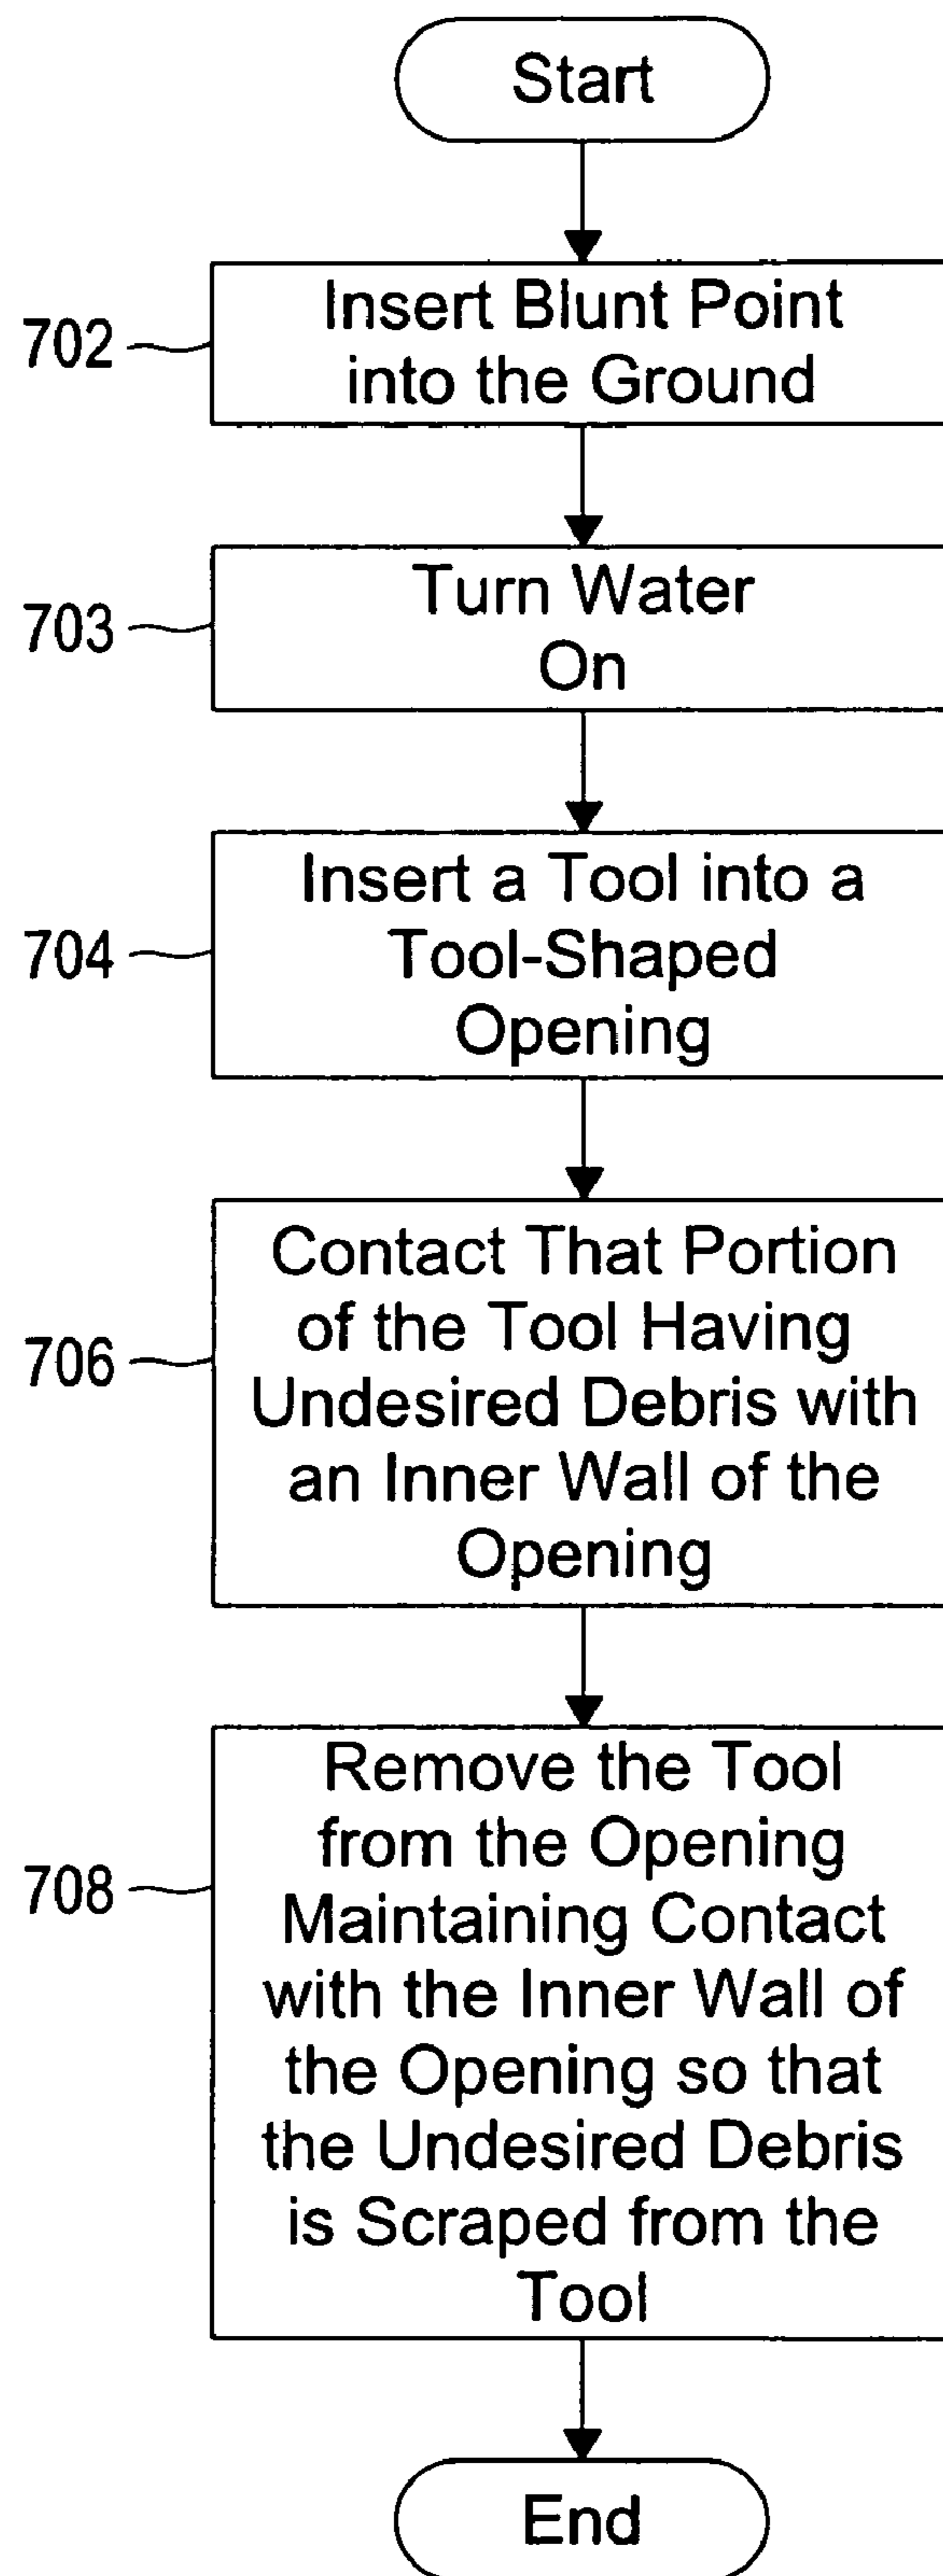 Start
702
Insert Blunt Point
into the Ground
703
Turn Water
On
704
Insert a Tool into a
Tool-Shaped
Opening
706
Contact That Portion
of the Tool Having
Undesired Debris with
an Inner Wall of the
Opening
708
Remove the Tool
from the Opening
Maintaining Contact
with the Inner Wall of
the Opening so that
the Undesired Debris
is Scraped from the
Tool
End